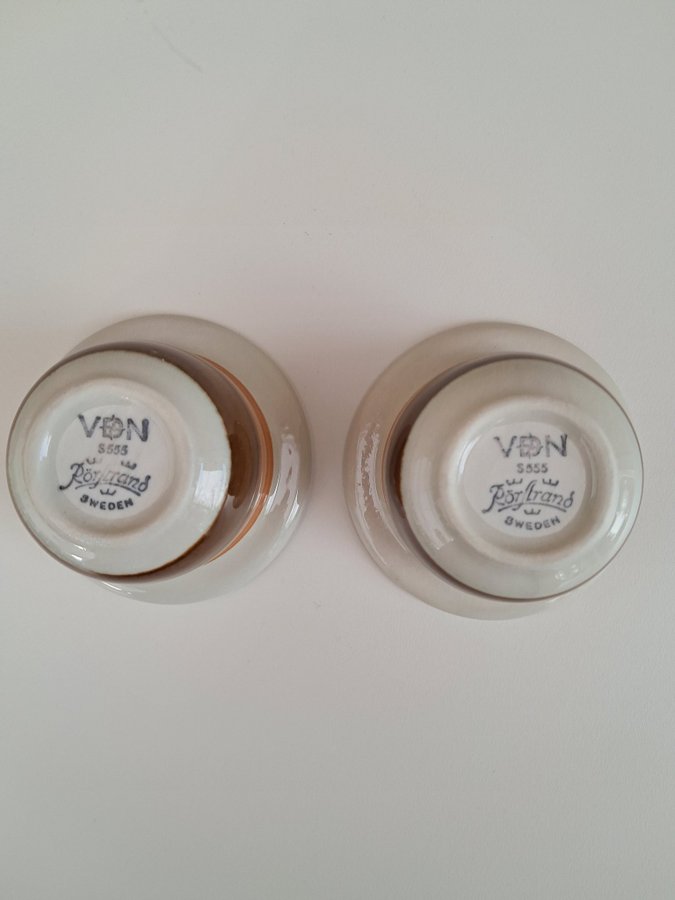 VDN
S555
Rörstrand
SWEDEN
VDN
S555
Rörstrand
SWEDEN